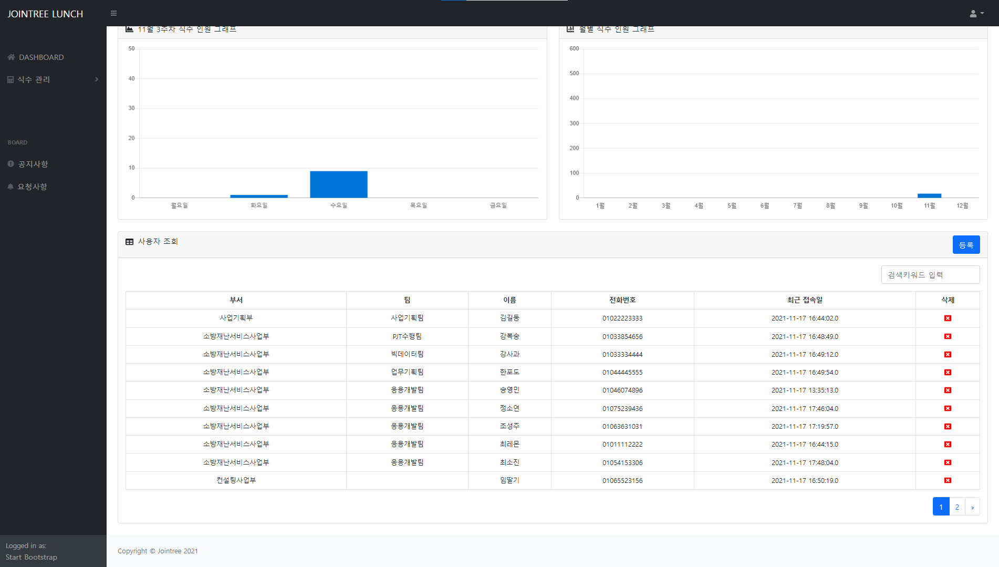 JOINTREE LUNCH
DASHBOARD
식수 관리
BOARD
공지사항
요청사항
Logged in as:
Start Bootstrap
11월 3주차 식수 인원 그래프
50
40
30
20
10
0
월요일 화요일 수요일 목요일 금요일
월별 식수 인원 그래프
600
500
400
300
200
100
0
1월 2월 3월 4월 5월 6월 7월 8월 9월 10월 11월 12월
사용자 조회
등록
검색키워드 입력
부서 팀 이름 전화번호 최근 접속일 삭제
사업기획부 사업기획팀 김길동 01022223333 2021-11-17 16:44:02.0
소방재난서비스사업부 PJT수행팀 강복숭 01033854656 2021-11-17 16:48:49.0
소방재난서비스사업부 빅데이터팀 강사과 01033334444 2021-11-17 16:49:12.0
소방재난서비스사업부 업무기획팀 한포도 01044445555 2021-11-17 16:49:54.0
소방재난서비스사업부 응용개발팀 송영민 01046074896 2021-11-17 13:35:13.0
소방재난서비스사업부 응용개발팀 정소연 01075239436 2021-11-17 17:46:04.0
소방재난서비스사업부 응용개발팀 조성주 01063631031 2021-11-17 17:19:57.0
소방재난서비스사업부 응용개발팀 최레몬 01011112222 2021-11-17 16:44:15.0
소방재난서비스사업부 응용개발팀 최소진 01054153306 2021-11-17 17:48:04.0
컨설팅사업부 임딸기 01065523156 2021-11-17 16:50:19.0
1 2 ›
Copyright © Jointree 2021